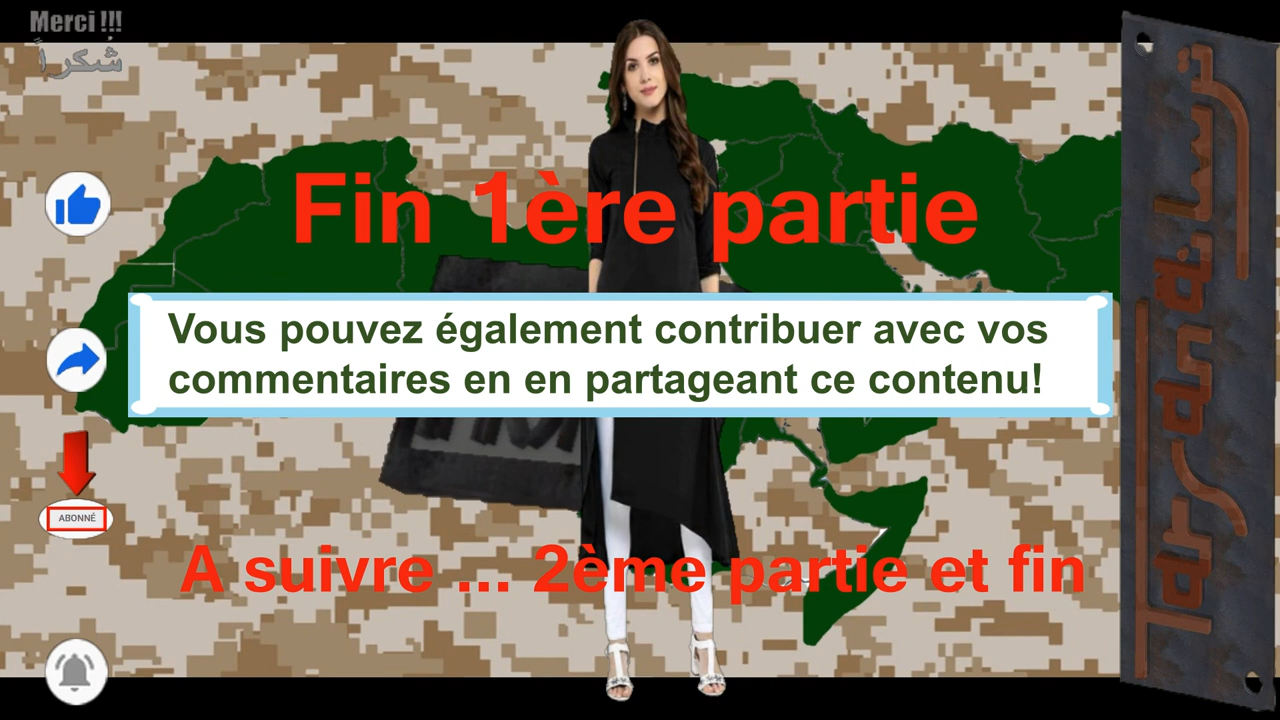 Merci !!!
شكراً
Fin 1ère partie
Vous pouvez également contribuer avec vos
commentaires en en partageant ce contenu!
ABONNÉ
A suivre ... 2ème partie et fin